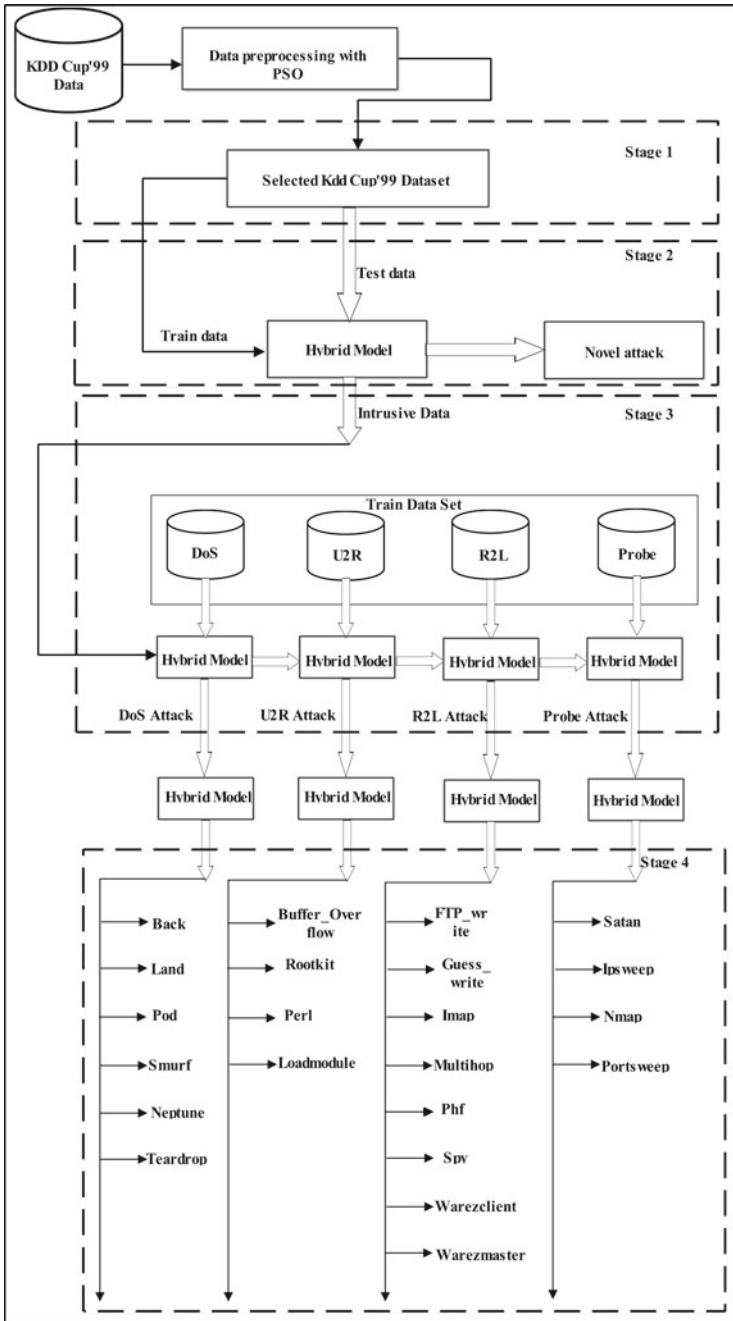 KDD Cup'99
Data
Data preprocessing with
PSO
Stage 1
Selected Kdd Cup'99 Dataset
Stage 2
Test data
Train data
Hybrid Model
Novel attack
Intrusive Data
Stage 3
Train Data Set
DoS
U2R
R2L
Probe
Hybrid Model
Hybrid Model
Hybrid Model
Hybrid Model
DoS Attack
U2R Attack
R2L Attack
Probe Attack
Hybrid Model
Hybrid Model
Hybrid Model
Hybrid Model
Stage 4
Back
Land
Pod
Smurf
Neptune
Teardrop
Buffer_Over
flow
Rootkit
Perl
Loadmodule
FTP_wr
ite
Guess_
write
Imap
Multihop
Phf
Spy
Warezclient
Warezmaster
Satan
Ipsweep
Nmap
Portsweep